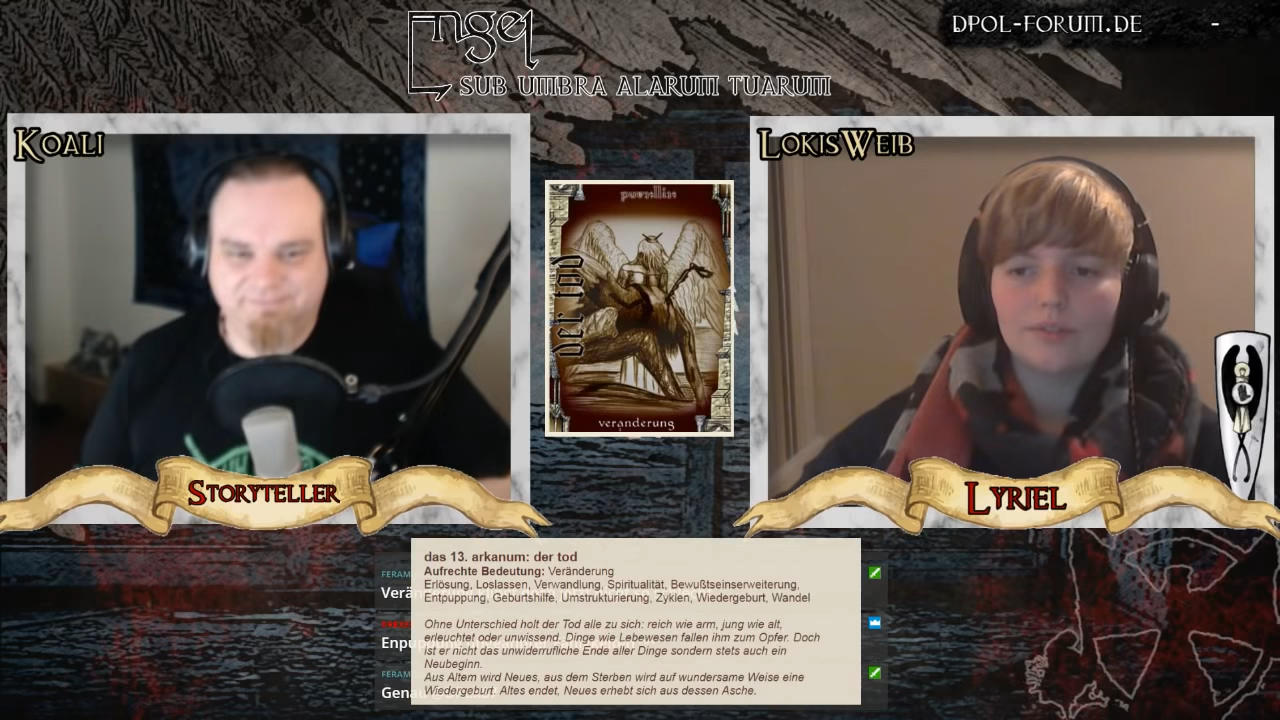 Engel
SUB UMBRA ALARUM TUARUM
DPOL-FORUM.DE -
KOALI
LOKISWEIB
der tod
veränderung
STORYTELLER
LYRIEL
das 13. arkanum: der tod
Aufrechte Bedeutung: Veränderung
Erlösung, Loslassen, Verwandlung, Spiritualität, Bewußtseinserweiterung,
Entpuppung, Geburtshilfe, Umstrukturierung, Zyklen, Wiedergeburt, Wandel
Ohne Unterschied holt der Tod alle zu sich: reich wie arm, jung wie alt,
erleuchtet oder unwissend. Dinge wie Lebewesen fallen ihm zum Opfer. Doch
ist er nicht das unwiderrufliche Ende aller Dinge sondern stets auch ein
Neubeginn.
Aus Altem wird Neues, aus dem Sterben wird auf wundersame Weise eine
Wiedergeburt. Altes endet, Neues erhebt sich aus dessen Asche.